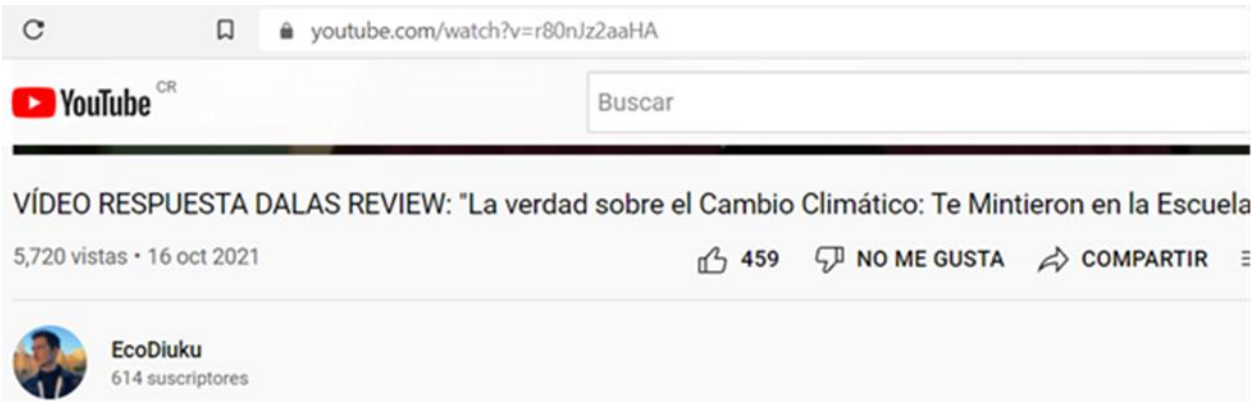 youtube.com/watch?v=r80nJz2aaHA
YouTube CR
Buscar
VÍDEO RESPUESTA DALAS REVIEW: "La verdad sobre el Cambio Climático: Te Mintieron en la Escuela
5,720 vistas • 16 oct 2021
459 NO ME GUSTA COMPARTIR
EcoDiuku
614 suscriptores